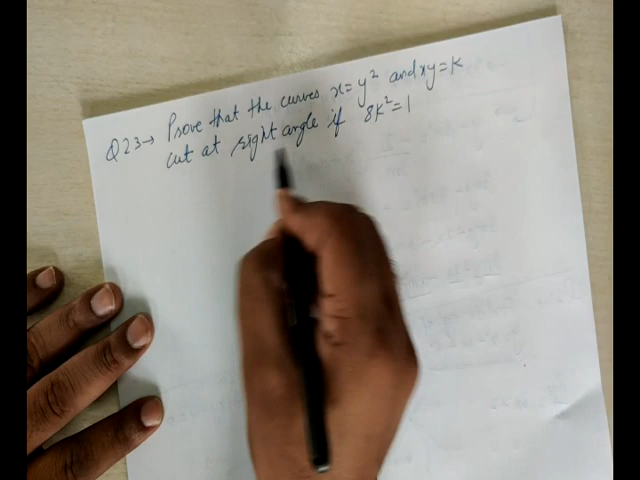 Q23→ Prove that the curves x=y² and xy=k
cut at right angle if 8k²=1